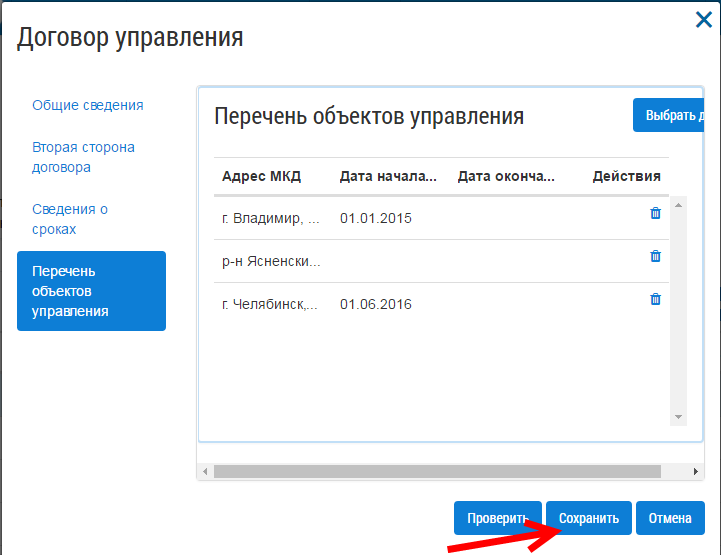 Договор управления
Общие сведения
Вторая сторона
договора
Сведения о
сроках
Перечень
объектов
управления
Перечень объектов управления
Выбрать д
Адрес МКД Дата начала... Дата оконча... Действия
г. Владимир, ... 01.01.2015
р-н Ясненски...
г. Челябинск,... 01.06.2016
Проверить Сохранить Отмена